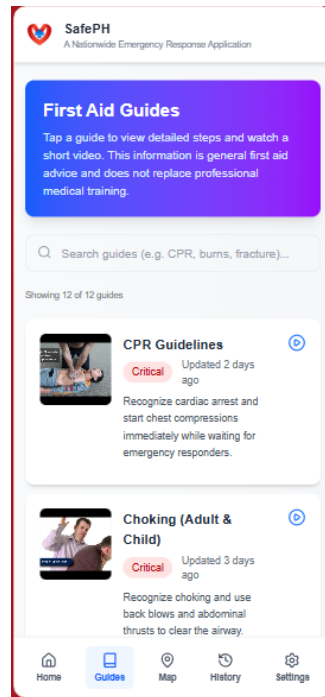 SafePH
A Nationwide Emergency Response Application
First Aid Guides
Tap a guide to view detailed steps and watch a
short video. This information is general first aid
advice and does not replace professional
medical training.
Search guides (e.g. CPR, burns, fracture)...
Showing 12 of 12 guides
CPR Guidelines
Critical
Updated 2 days
ago
Recognize cardiac arrest and
start chest compressions
immediately while waiting for
emergency responders.
Choking (Adult &
Child)
Critical
Updated 3 days
ago
Recognize choking and use
back blows and abdominal
thrusts to clear the airway.
Home
Guides
Map
History
Settings